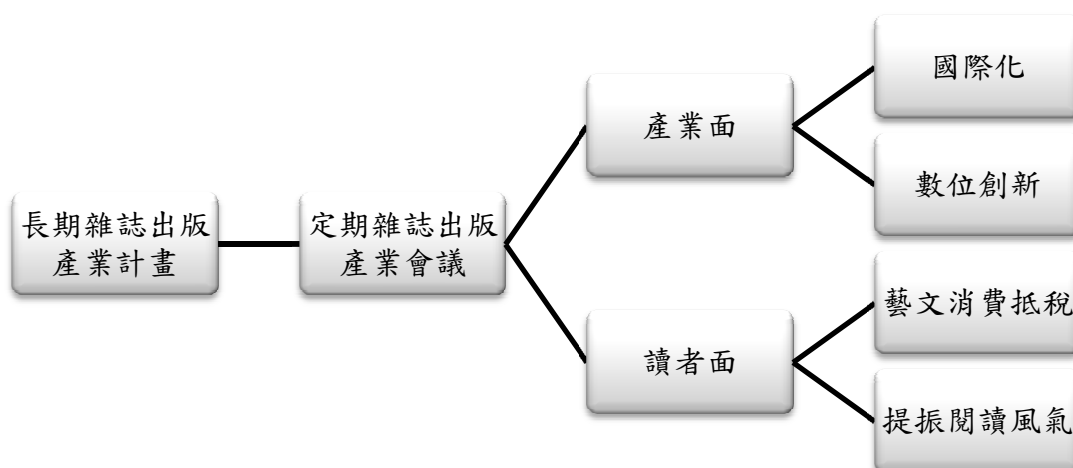 長期雜誌出版
產業計畫
定期雜誌出版
產業會議
產業面
國際化
數位創新
讀者面
藝文消費抵稅
提振閱讀風氣